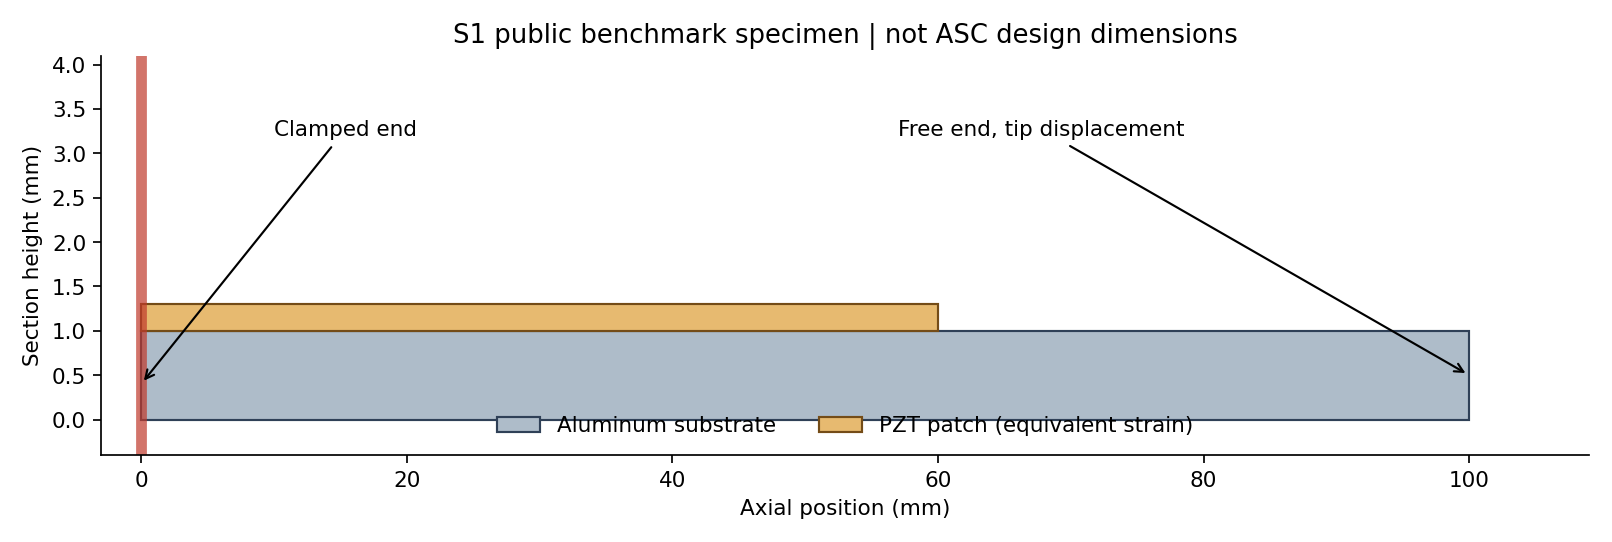 S1 public benchmark specimen | not ASC design dimensions
4.0
3.5
3.0
2.5
2.0
1.5
1.0
0.5
0.0
Section height (mm)
Clamped end
Free end, tip displacement
Aluminum substrate
PZT patch (equivalent strain)
0
20
40
60
80
100
Axial position (mm)